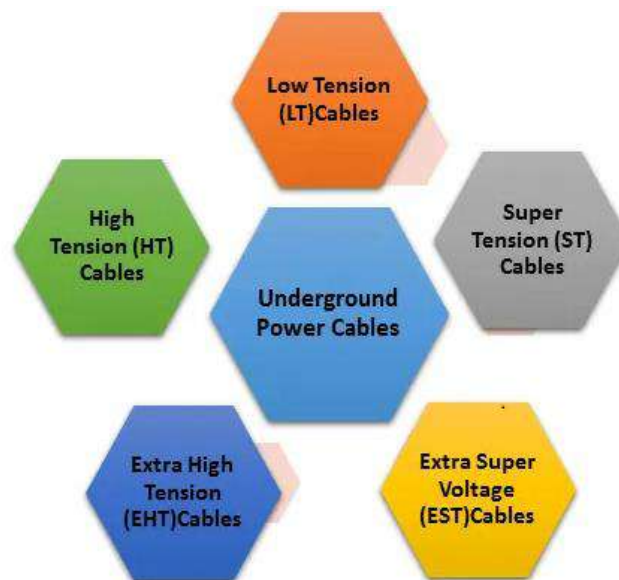 Low Tension
(LT)Cables
High
Tension (HT)
Cables
Super
Tension (ST)
Cables
Underground
Power Cables
Extra High
Tension
(EHT)Cables
Extra Super
Voltage
(EST)Cables